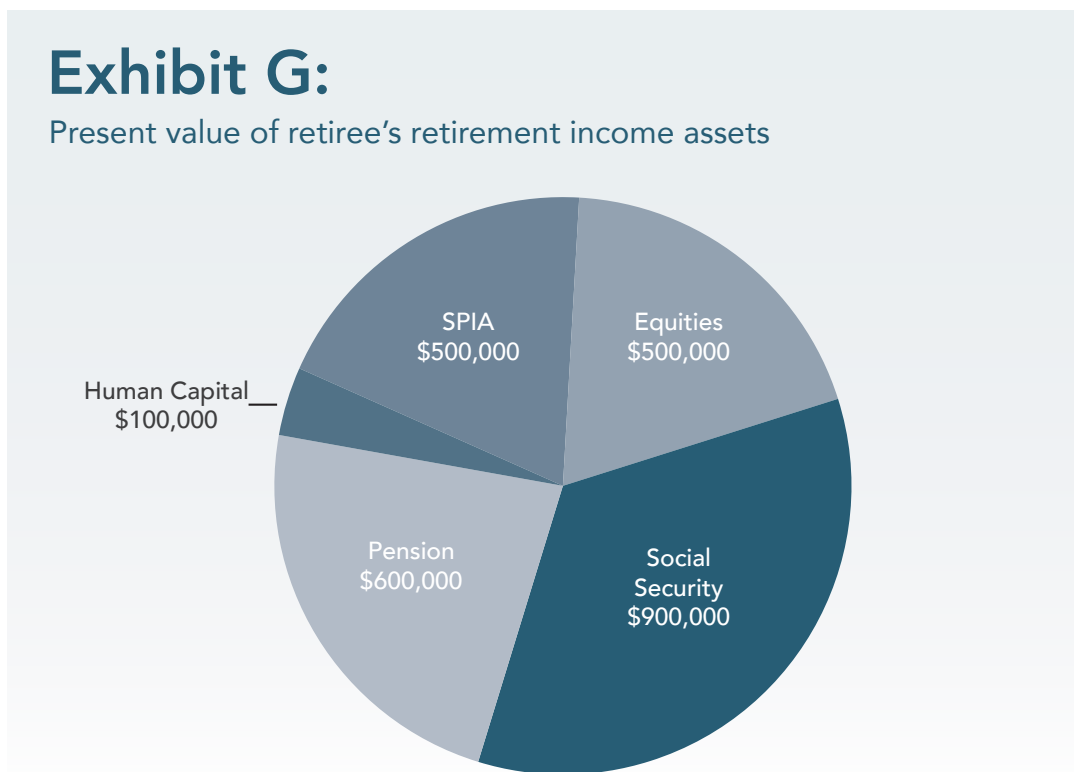 Exhibit G:
Present value of retiree’s retirement income assets
SPIA
$500,000
Equities
$500,000
Human Capital
$100,000
Pension
$600,000
Social
Security
$900,000